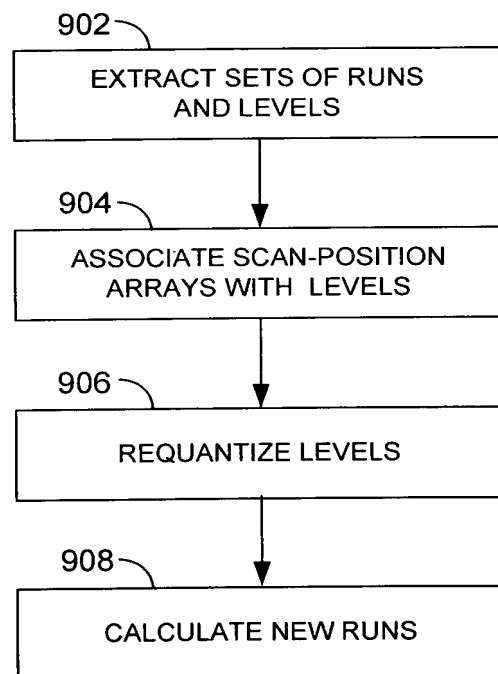 902
EXTRACT SETS OF RUNS
AND LEVELS
904
ASSOCIATE SCAN-POSITION
ARRAYS WITH LEVELS
906
REQUANTIZE LEVELS
908
CALCULATE NEW RUNS